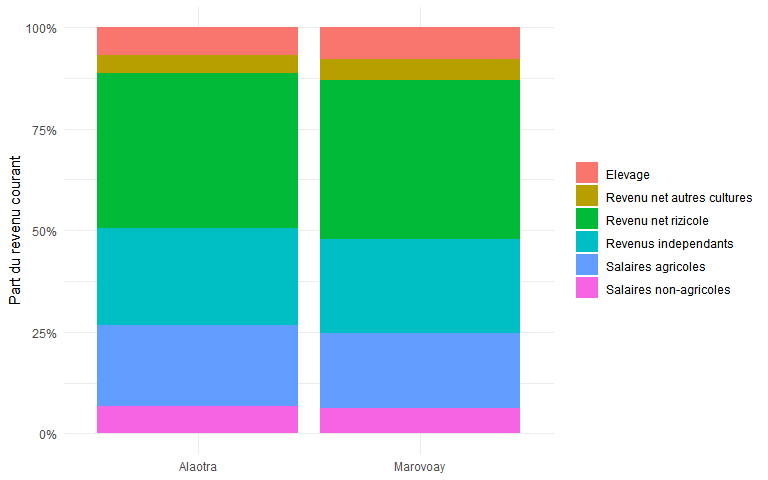 Part du revenu courant
100%
75%
50%
25%
0%
Alaotra
Marovoay
Elevage
Revenu net autres cultures
Revenu net rizicole
Revenus independants
Salaires agricoles
Salaires non-agricoles